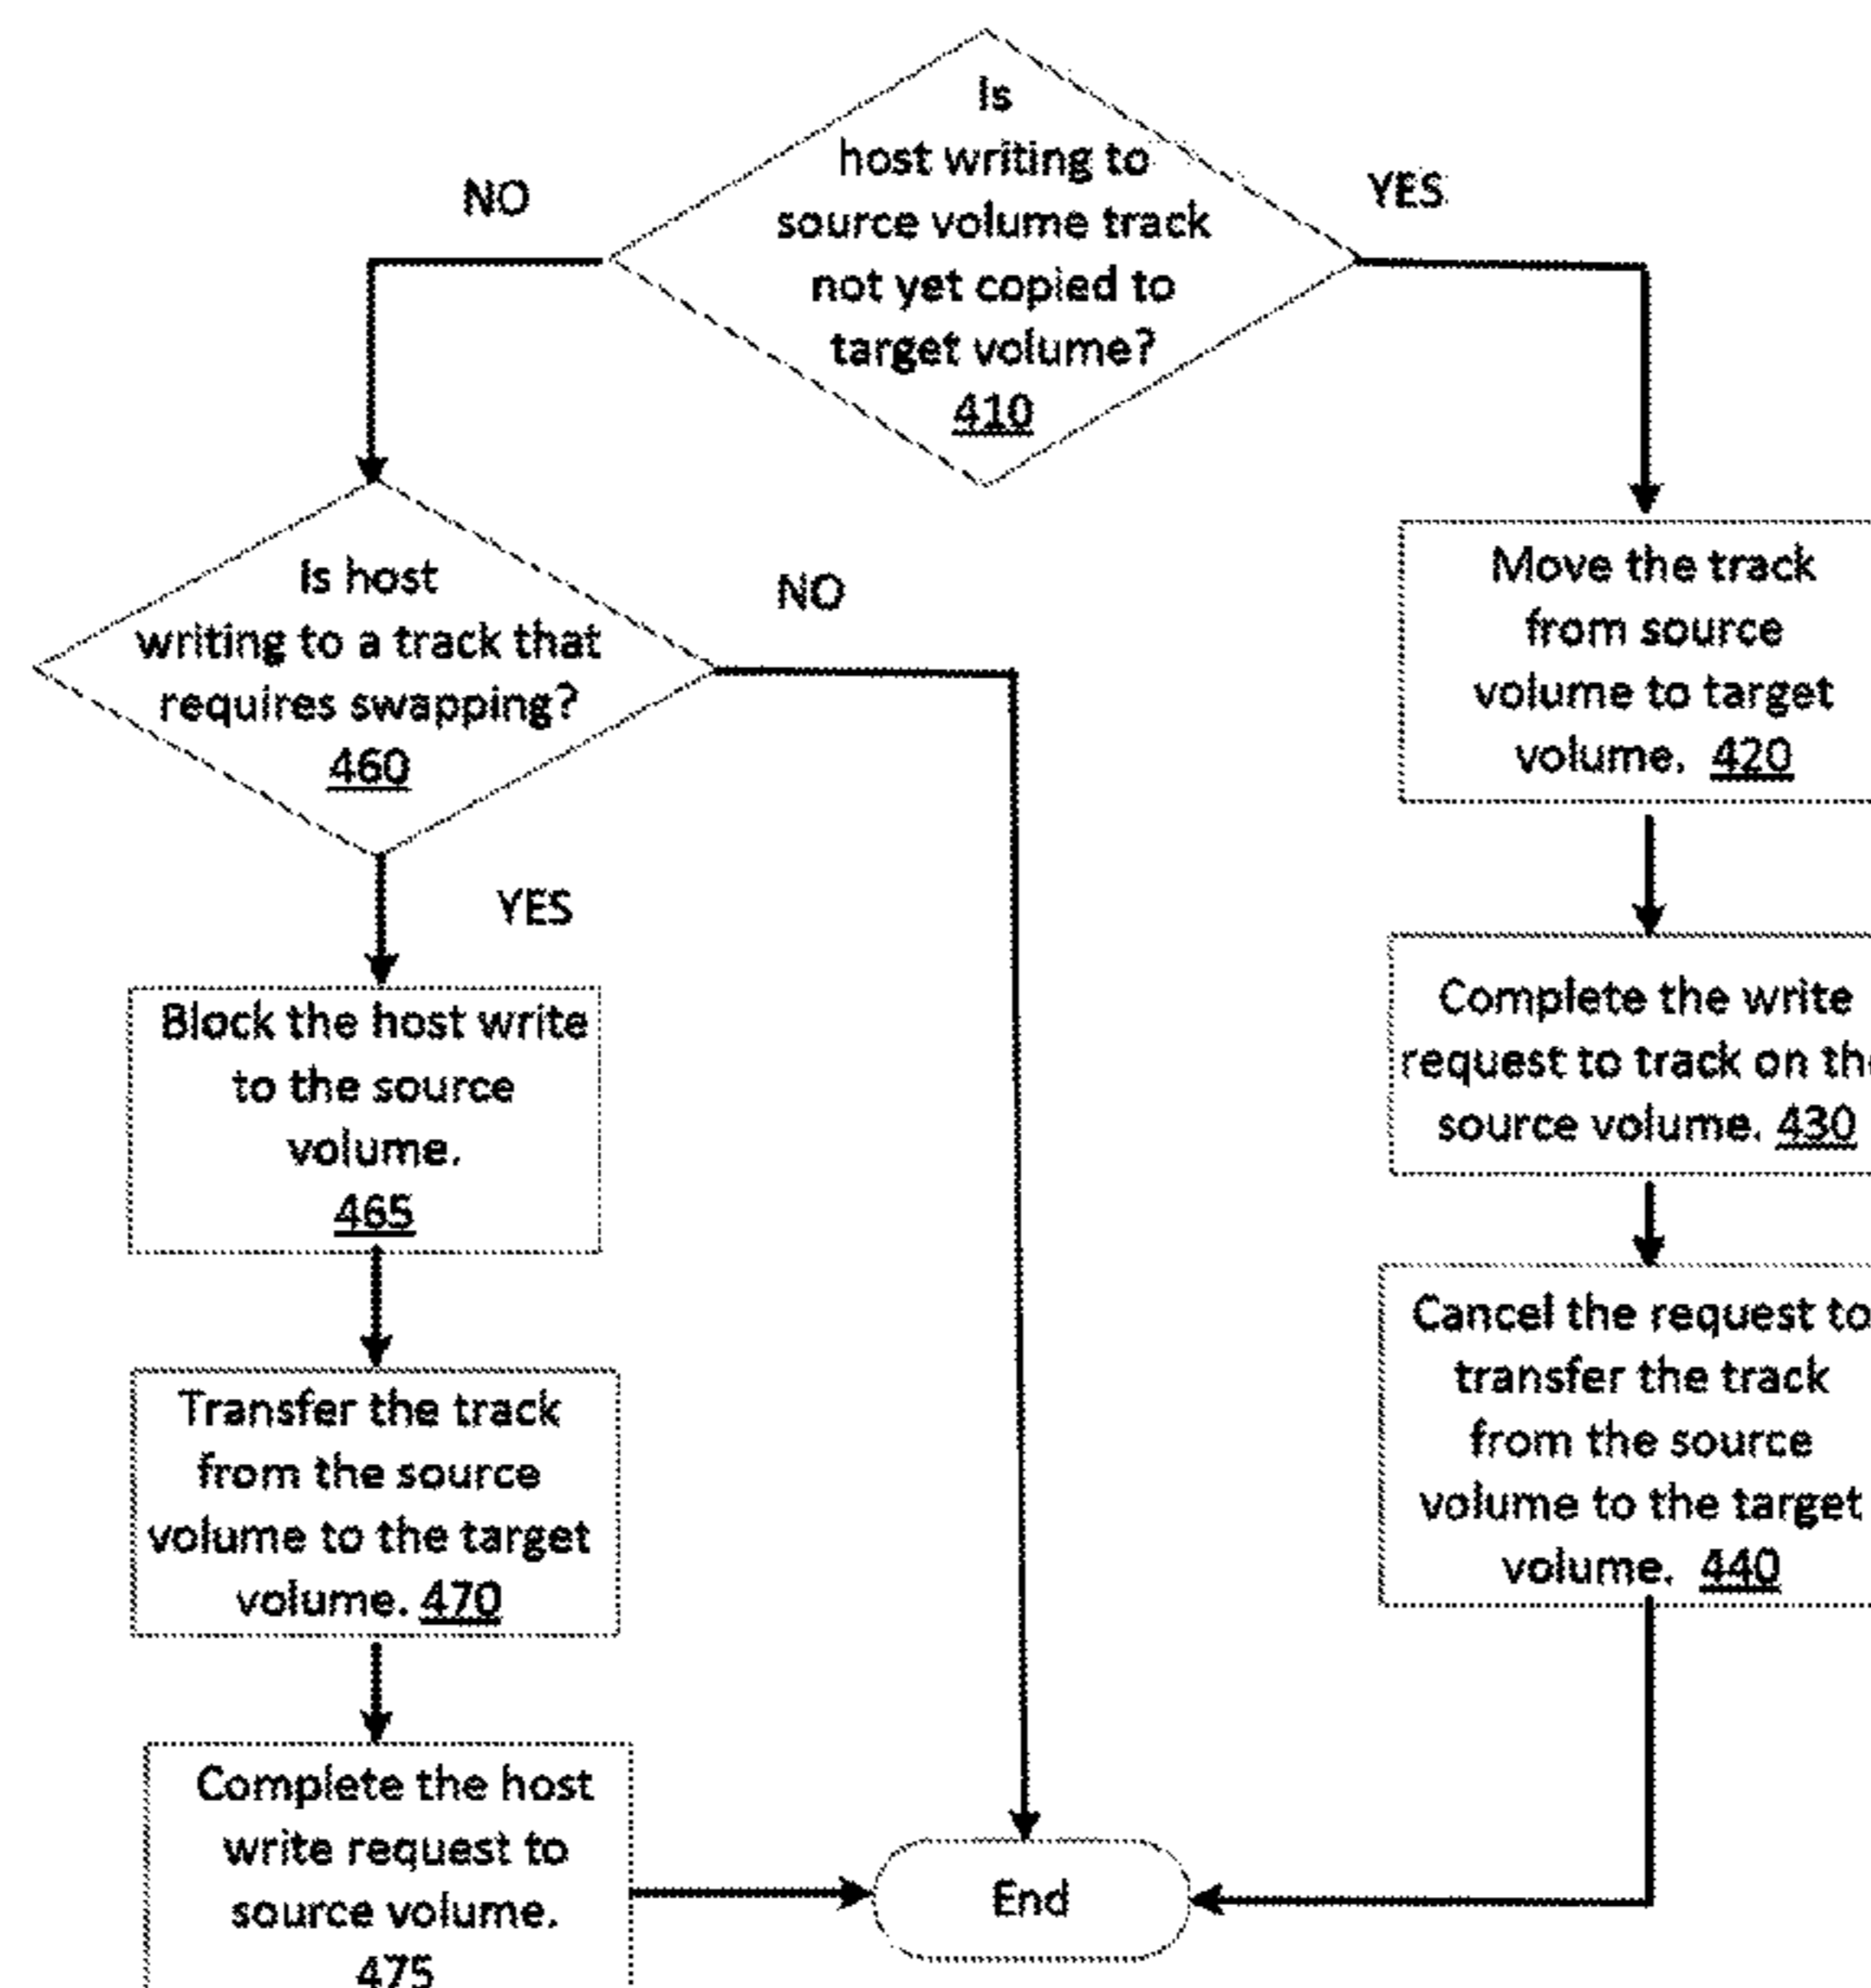 Is
host writing to
source volume track
not yet copied to
target volume?
410
NO
YES
Is host
writing to a track that
requires swapping?
460
NO
YES
Block the host write
to the source
volume.
465
Transfer the track
from the source
volume to the target
volume. 470
Complete the host
write request to
source volume.
475
Move the track
from source
volume to target
volume. 420
Complete the write
request to track on the
source volume. 430
Cancel the request to
transfer the track
from the source
volume to the target
volume. 440
End